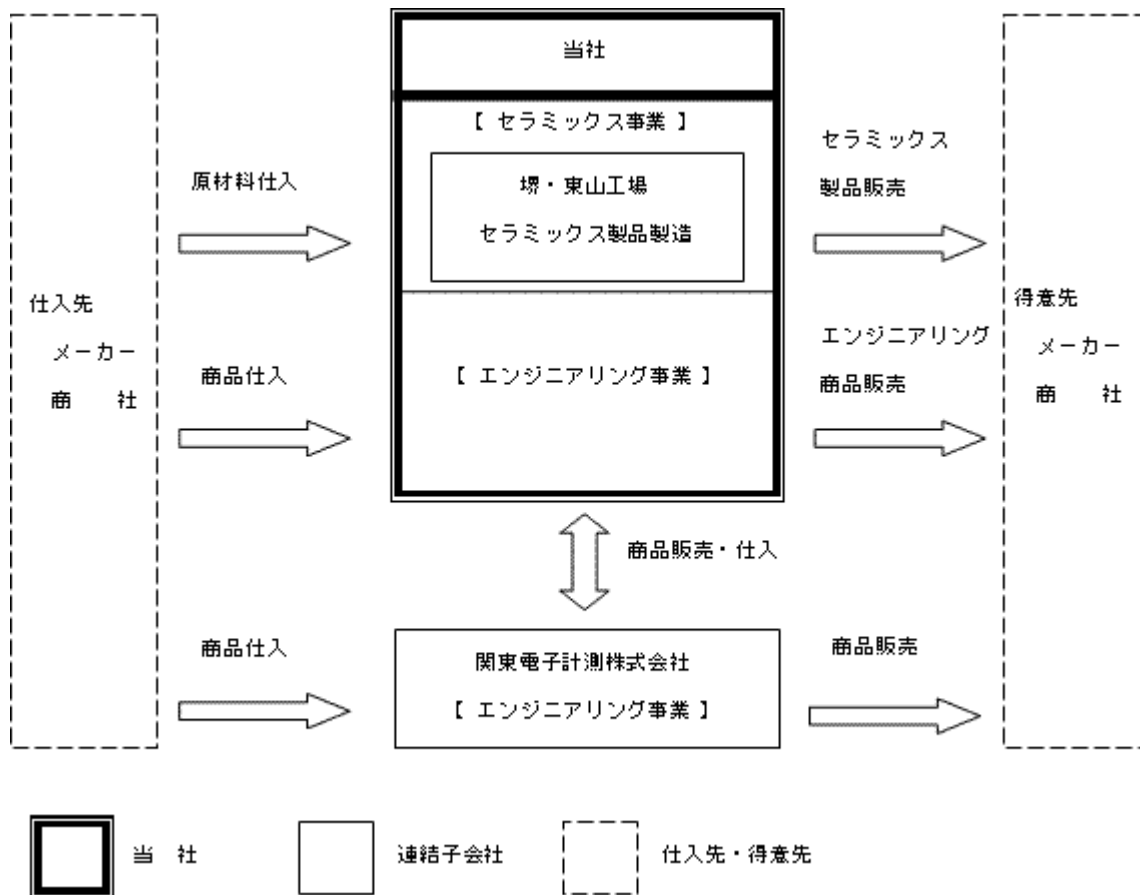 当社
【 セラミックス事業 】
堺・東山工場
セラミックス製品製造
【 エンジニアリング事業 】
仕入先
メーカー
商　　社
原材料仕入
商品仕入
商品仕入
セラミックス
製品販売
エンジニアリング
商品販売
得意先
メーカー
商　　社
商品販売・仕入
関東電子計測株式会社
【 エンジニアリング事業 】
商品販売
当　社
連結子会社
仕入先・得意先